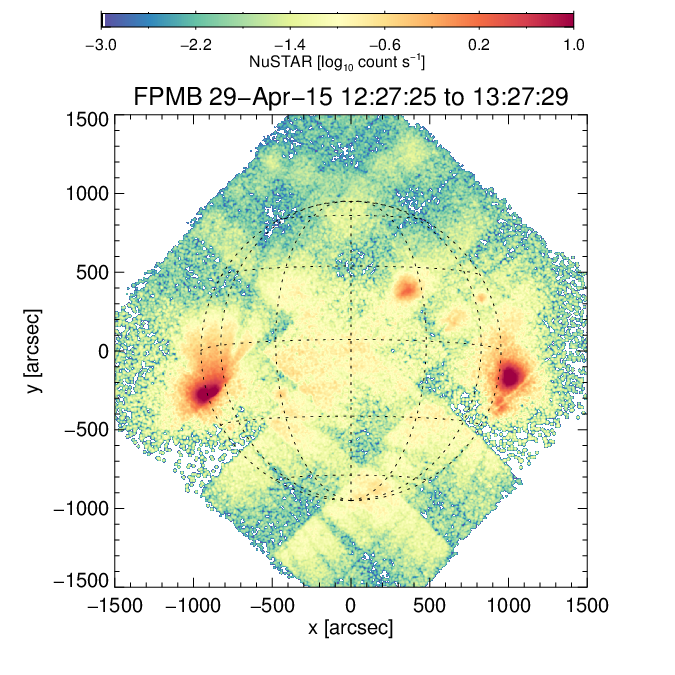 −3.0 −2.2 −1.4 −0.6 0.2 1.0
NuSTAR [log₁₀ count s⁻¹]
FPMB 29−Apr−15 12:27:25 to 13:27:29
1500
1000
500
0
−500
−1000
−1500
y [arcsec]
−1500 −1000 −500 0 500 1000 1500
x [arcsec]